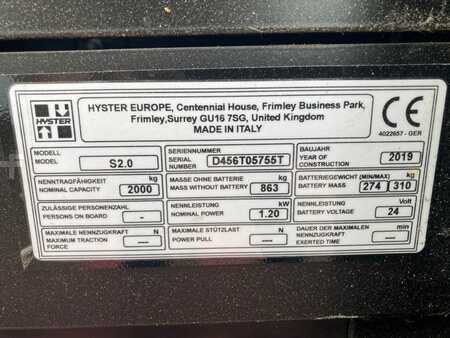 HYSTER
HYSTER EUROPE, Centennial House, Frimley Business Park,
Frimley, Surrey GU16 7SG, United Kingdom
MADE IN ITALY
CE
4022657 - GER
MODELL
MODEL
S2.0
SERIENNUMMER
SERIAL NUMBER
D456T05755T
BAUJAHR
YEAR OF CONSTRUCTION
2019
NENNTRAGFÄHIGKEIT
NOMINAL CAPACITY
kg
2000
MASSE OHNE BATTERIE
MASS WITHOUT BATTERY
kg
863
BATTERIEGEWICHT (MIN/MAX)
BATTERY MASS
kg
274 310
ZULÄSSIGE PERSONENZAHL
PERSONS ON BOARD
-
NENNLEISTUNG
NOMINAL POWER
kW
1.20
NENNLEISTUNG
BATTERY VOLTAGE
Volt
24
MAXIMALE NENNZUGKRAFT
MAXIMUM TRACTION FORCE
N
---
MAXIMALE STÜTZLAST
POWER PULL
N
---
DAUER DER MAXIMALEN NENNZUGKRAFT
EXERTED TIME
min
---